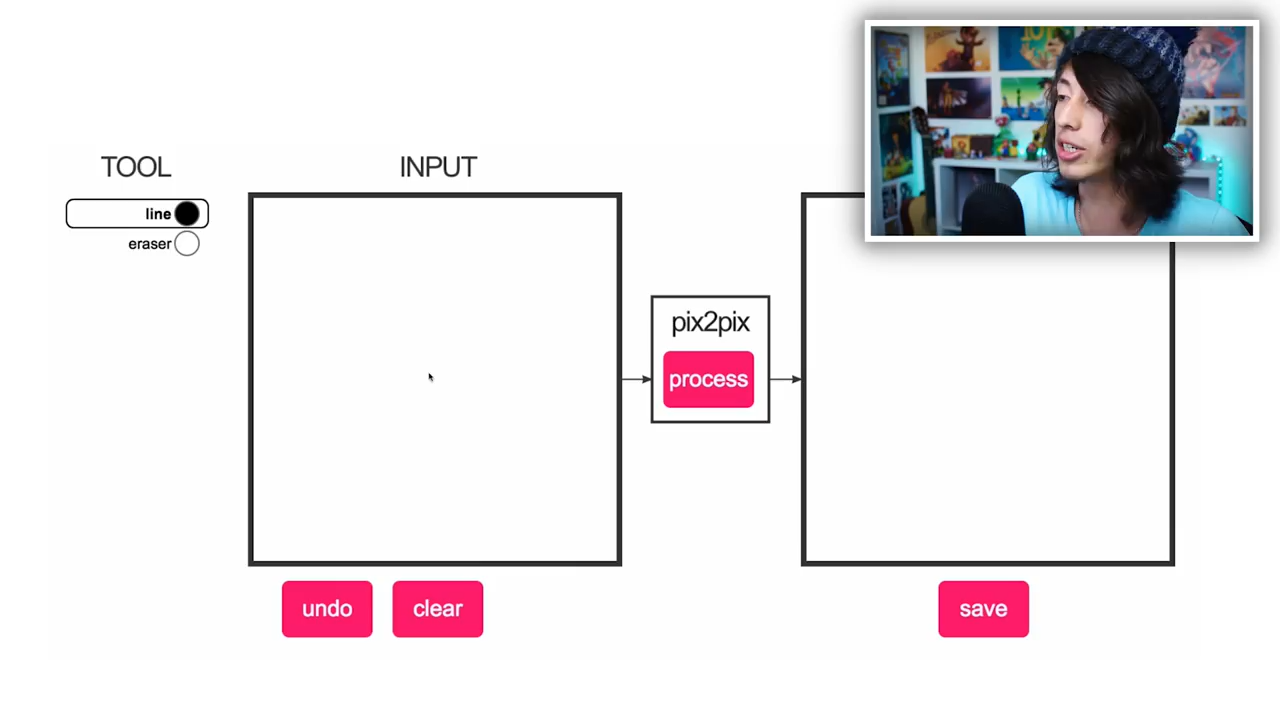 TOOL
INPUT
line
eraser
pix2pix
process
undo
clear
save